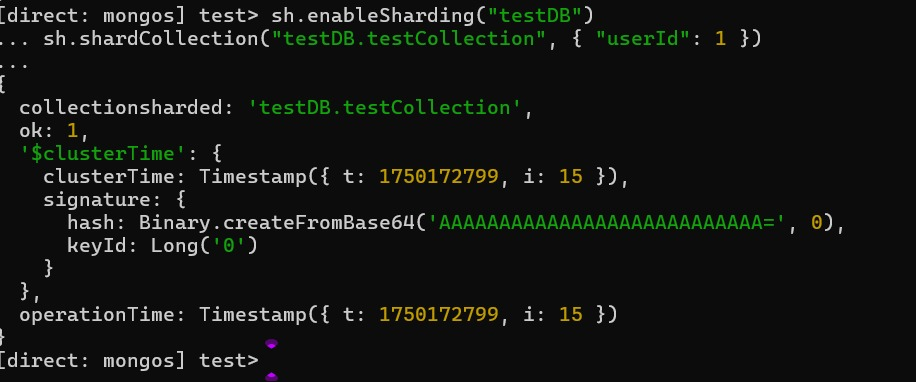 [direct: mongos] test> sh.enableSharding("testDB")
... sh.shardCollection("testDB.testCollection", { "userId": 1 })
...
{
  collectionsharded: 'testDB.testCollection',
  ok: 1,
  '$clusterTime': {
    clusterTime: Timestamp({ t: 1750172799, i: 15 }),
    signature: {
      hash: Binary.createFromBase64('AAAAAAAAAAAAAAAAAAAAAAAAAAA=', 0),
      keyId: Long('0')
    }
  },
  operationTime: Timestamp({ t: 1750172799, i: 15 })
}
[direct: mongos] test>